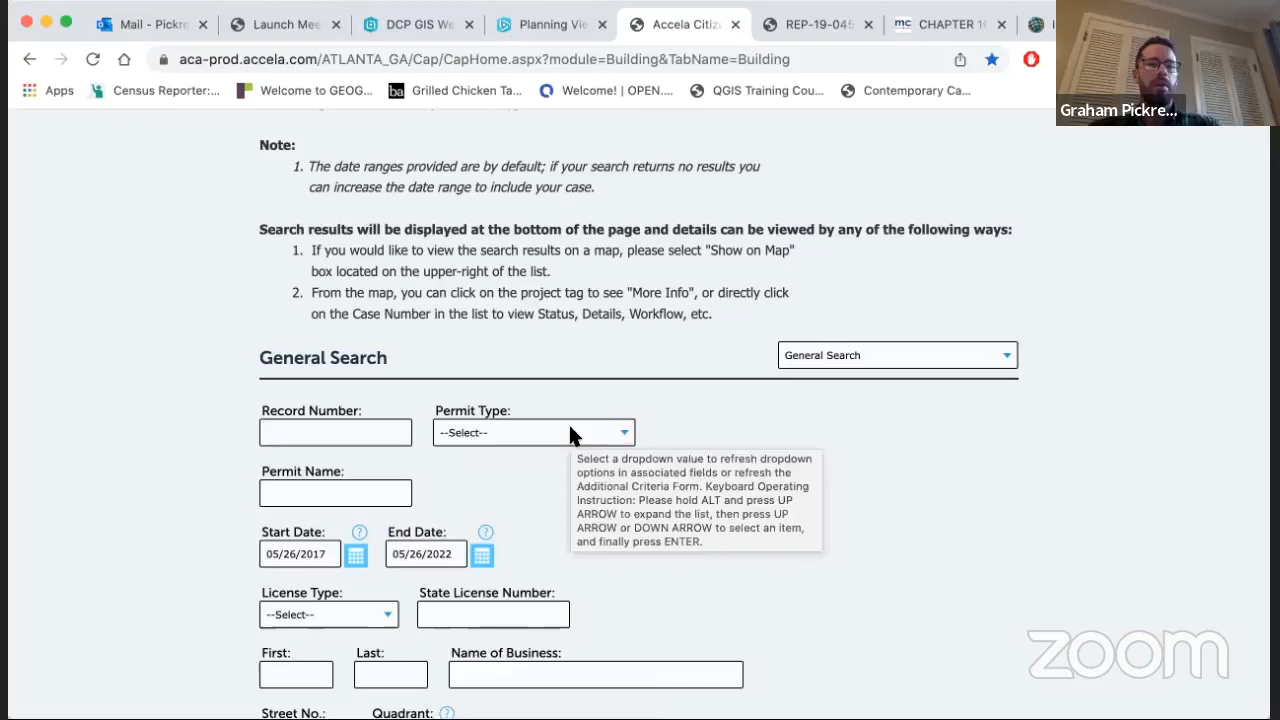 Mail - Pickre
Launch Mee
DCP GIS We
Planning Vie
Accela Citiz
REP-19-045
mc CHAPTER 10
aca-prod.accela.com/ATLANTA_GA/Cap/CapHome.aspx?module=Building&TabName=Building
Apps
Census Reporter:...
Welcome to GEOG...
ba Grilled Chicken Ta...
Welcome! | OPEN....
QGIS Training Cou...
Contemporary Ca...
Graham Pickre...
Note:
1. The date ranges provided are by default; if your search returns no results you
can increase the date range to include your case.
Search results will be displayed at the bottom of the page and details can be viewed by any of the following ways:
1. If you would like to view the search results on a map, please select "Show on Map"
box located on the upper-right of the list.
2. From the map, you can click on the project tag to see "More Info", or directly click
on the Case Number in the list to view Status, Details, Workflow, etc.
General Search
General Search
Record Number:
Permit Type:
--Select--
Select a dropdown value to refresh dropdown
options in associated fields or refresh the
Additional Criteria Form. Keyboard Operating
Instruction: Please hold ALT and press UP
ARROW to expand the list, then press UP
ARROW or DOWN ARROW to select an item,
and finally press ENTER.
Permit Name:
Start Date: ?
End Date: ?
05/26/2017
05/26/2022
License Type:
State License Number:
--Select--
First:
Last:
Name of Business:
Street No.:
Quadrant: ?
zoom